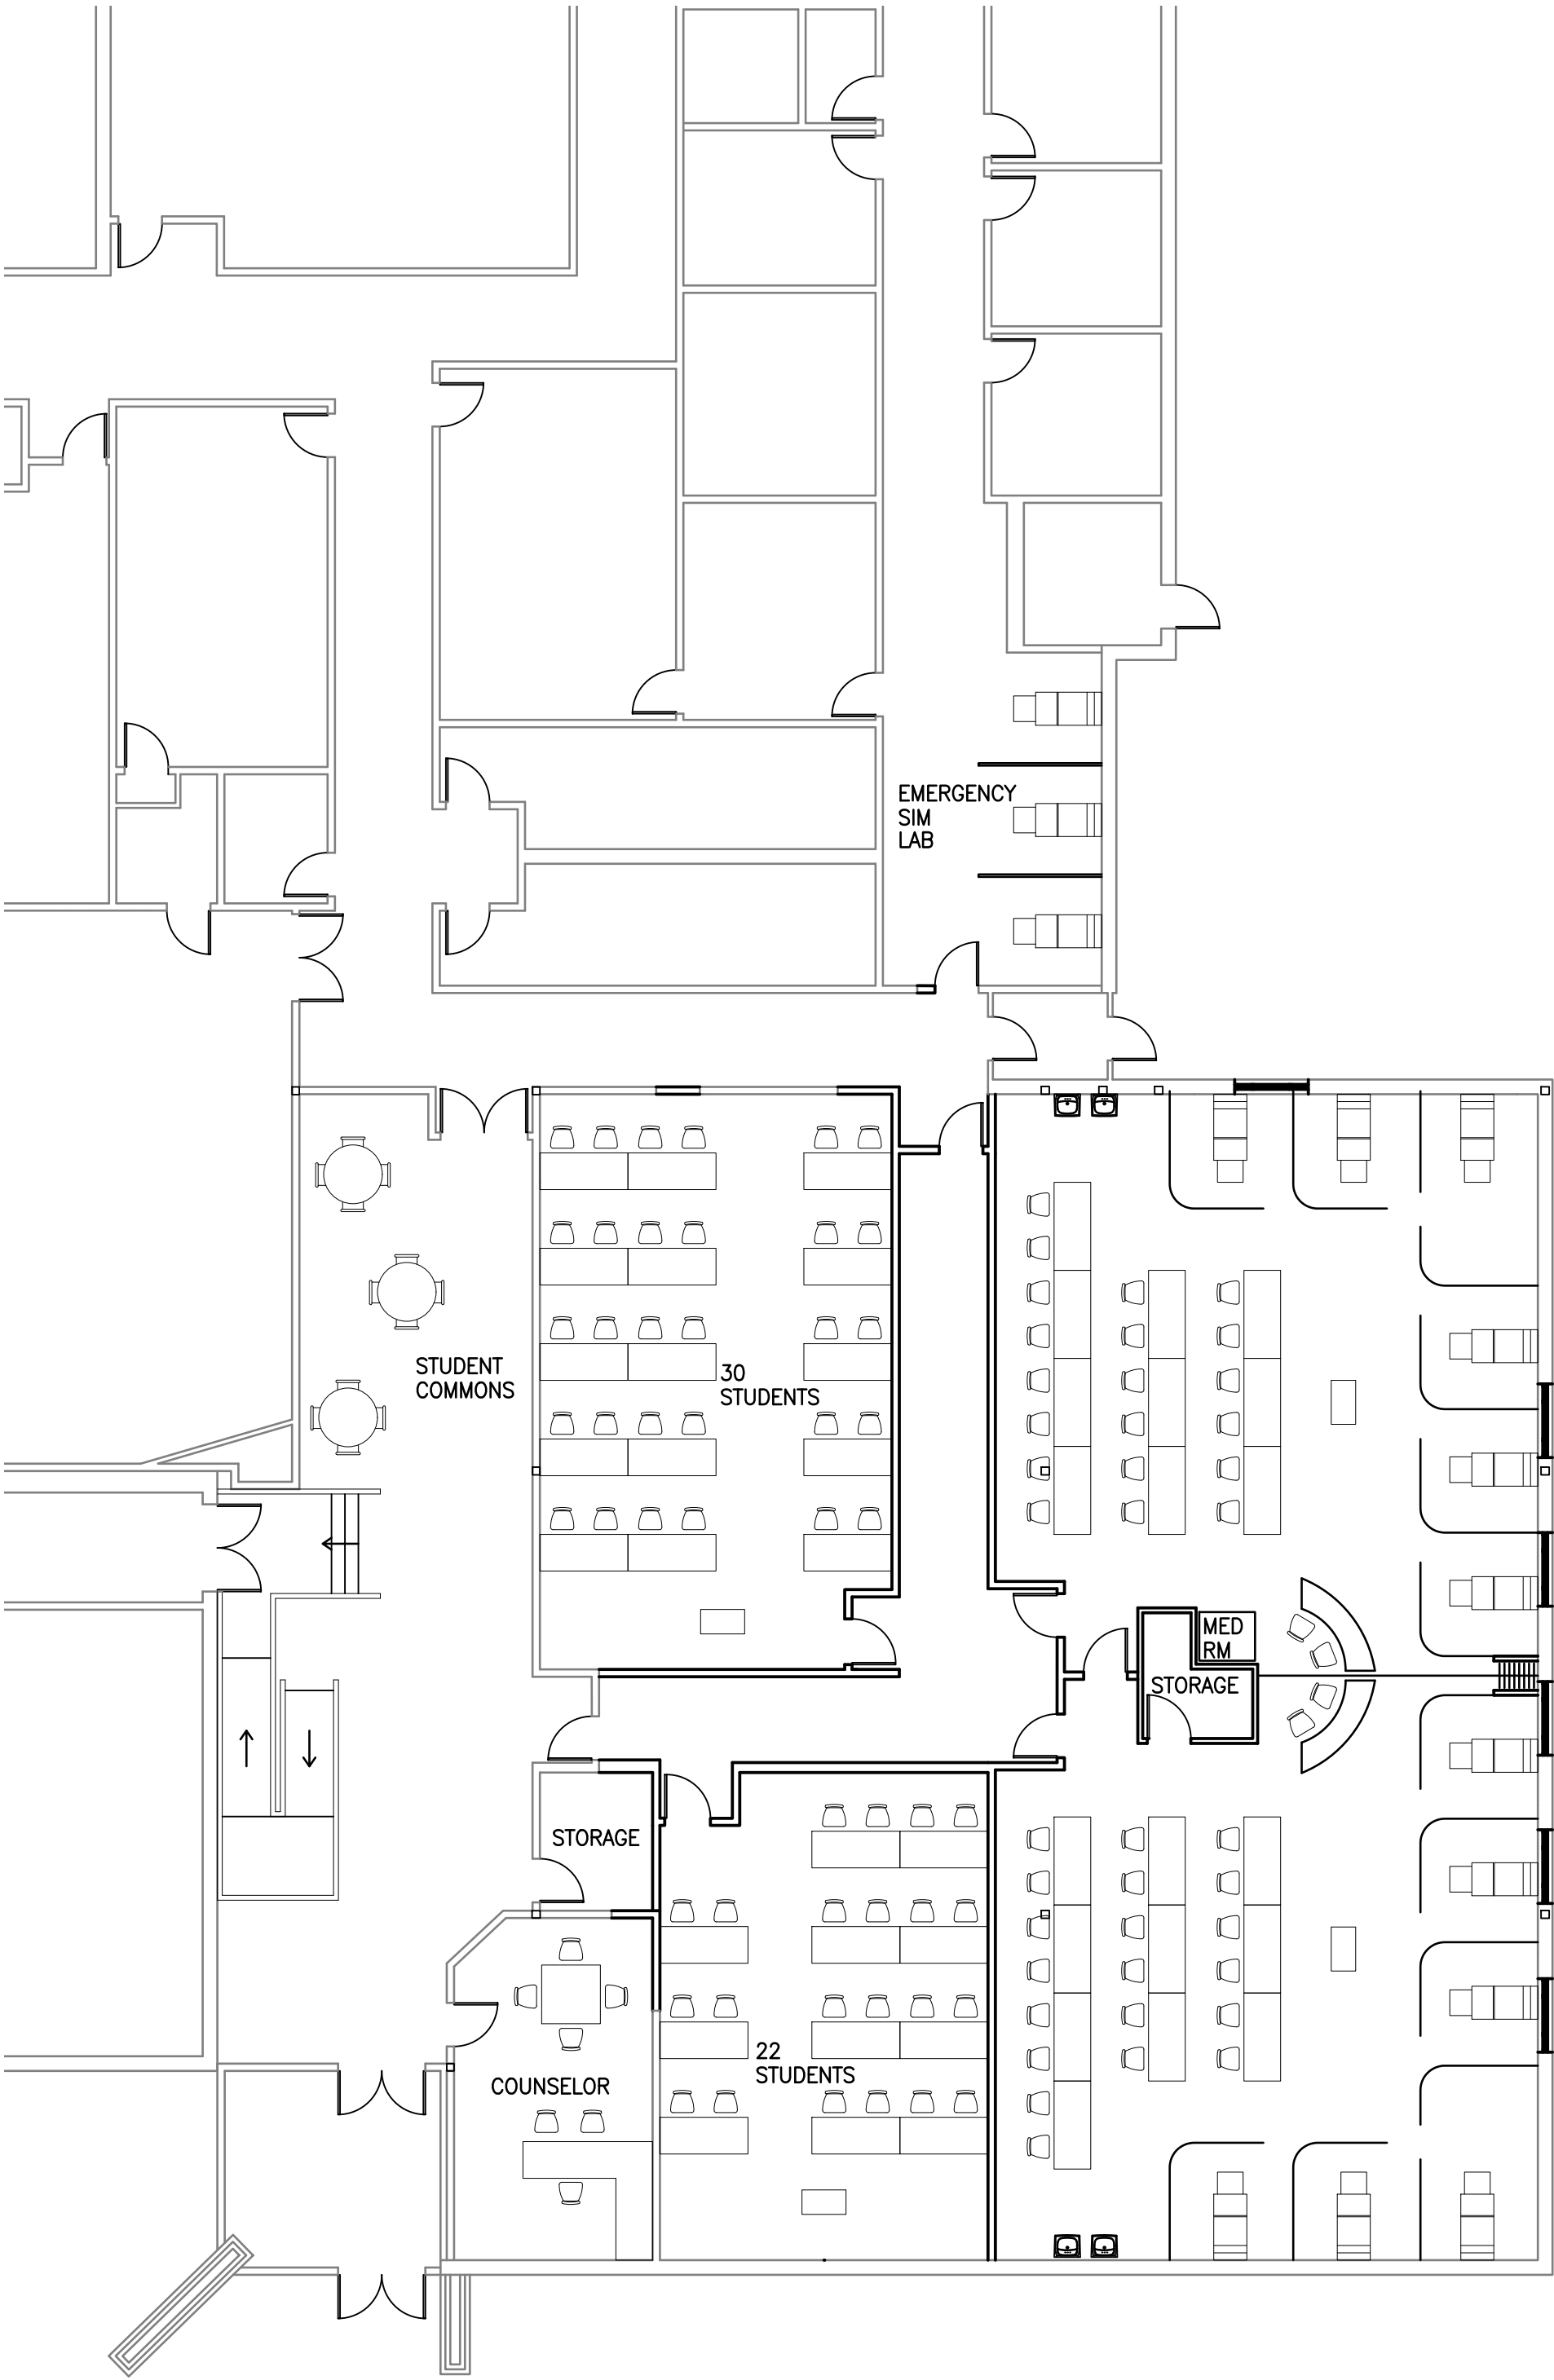 EMERGENCY
SIM
LAB
STUDENT
COMMONS
30
STUDENTS
MED
RM
STORAGE
STORAGE
22
STUDENTS
COUNSELOR